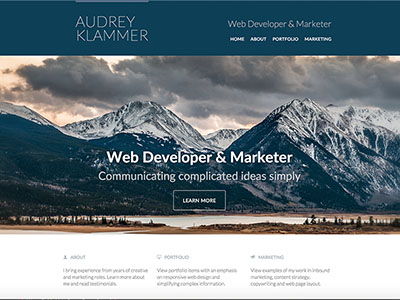 AUDREY
KLAMMER
Web Developer & Marketer
HOME ABOUT PORTFOLIO MARKETING
Web Developer & Marketer
Communicating complicated ideas simply
LEARN MORE
ABOUT
I bring experience from years of creative
and marketing roles. Learn more about
me and read testimonials.
PORTFOLIO
View portfolio items with an emphasis
on responsive web design and
simplifying complex information.
MARKETING
View examples of my work in inbound
marketing, content strategy,
copywriting and web page layout.